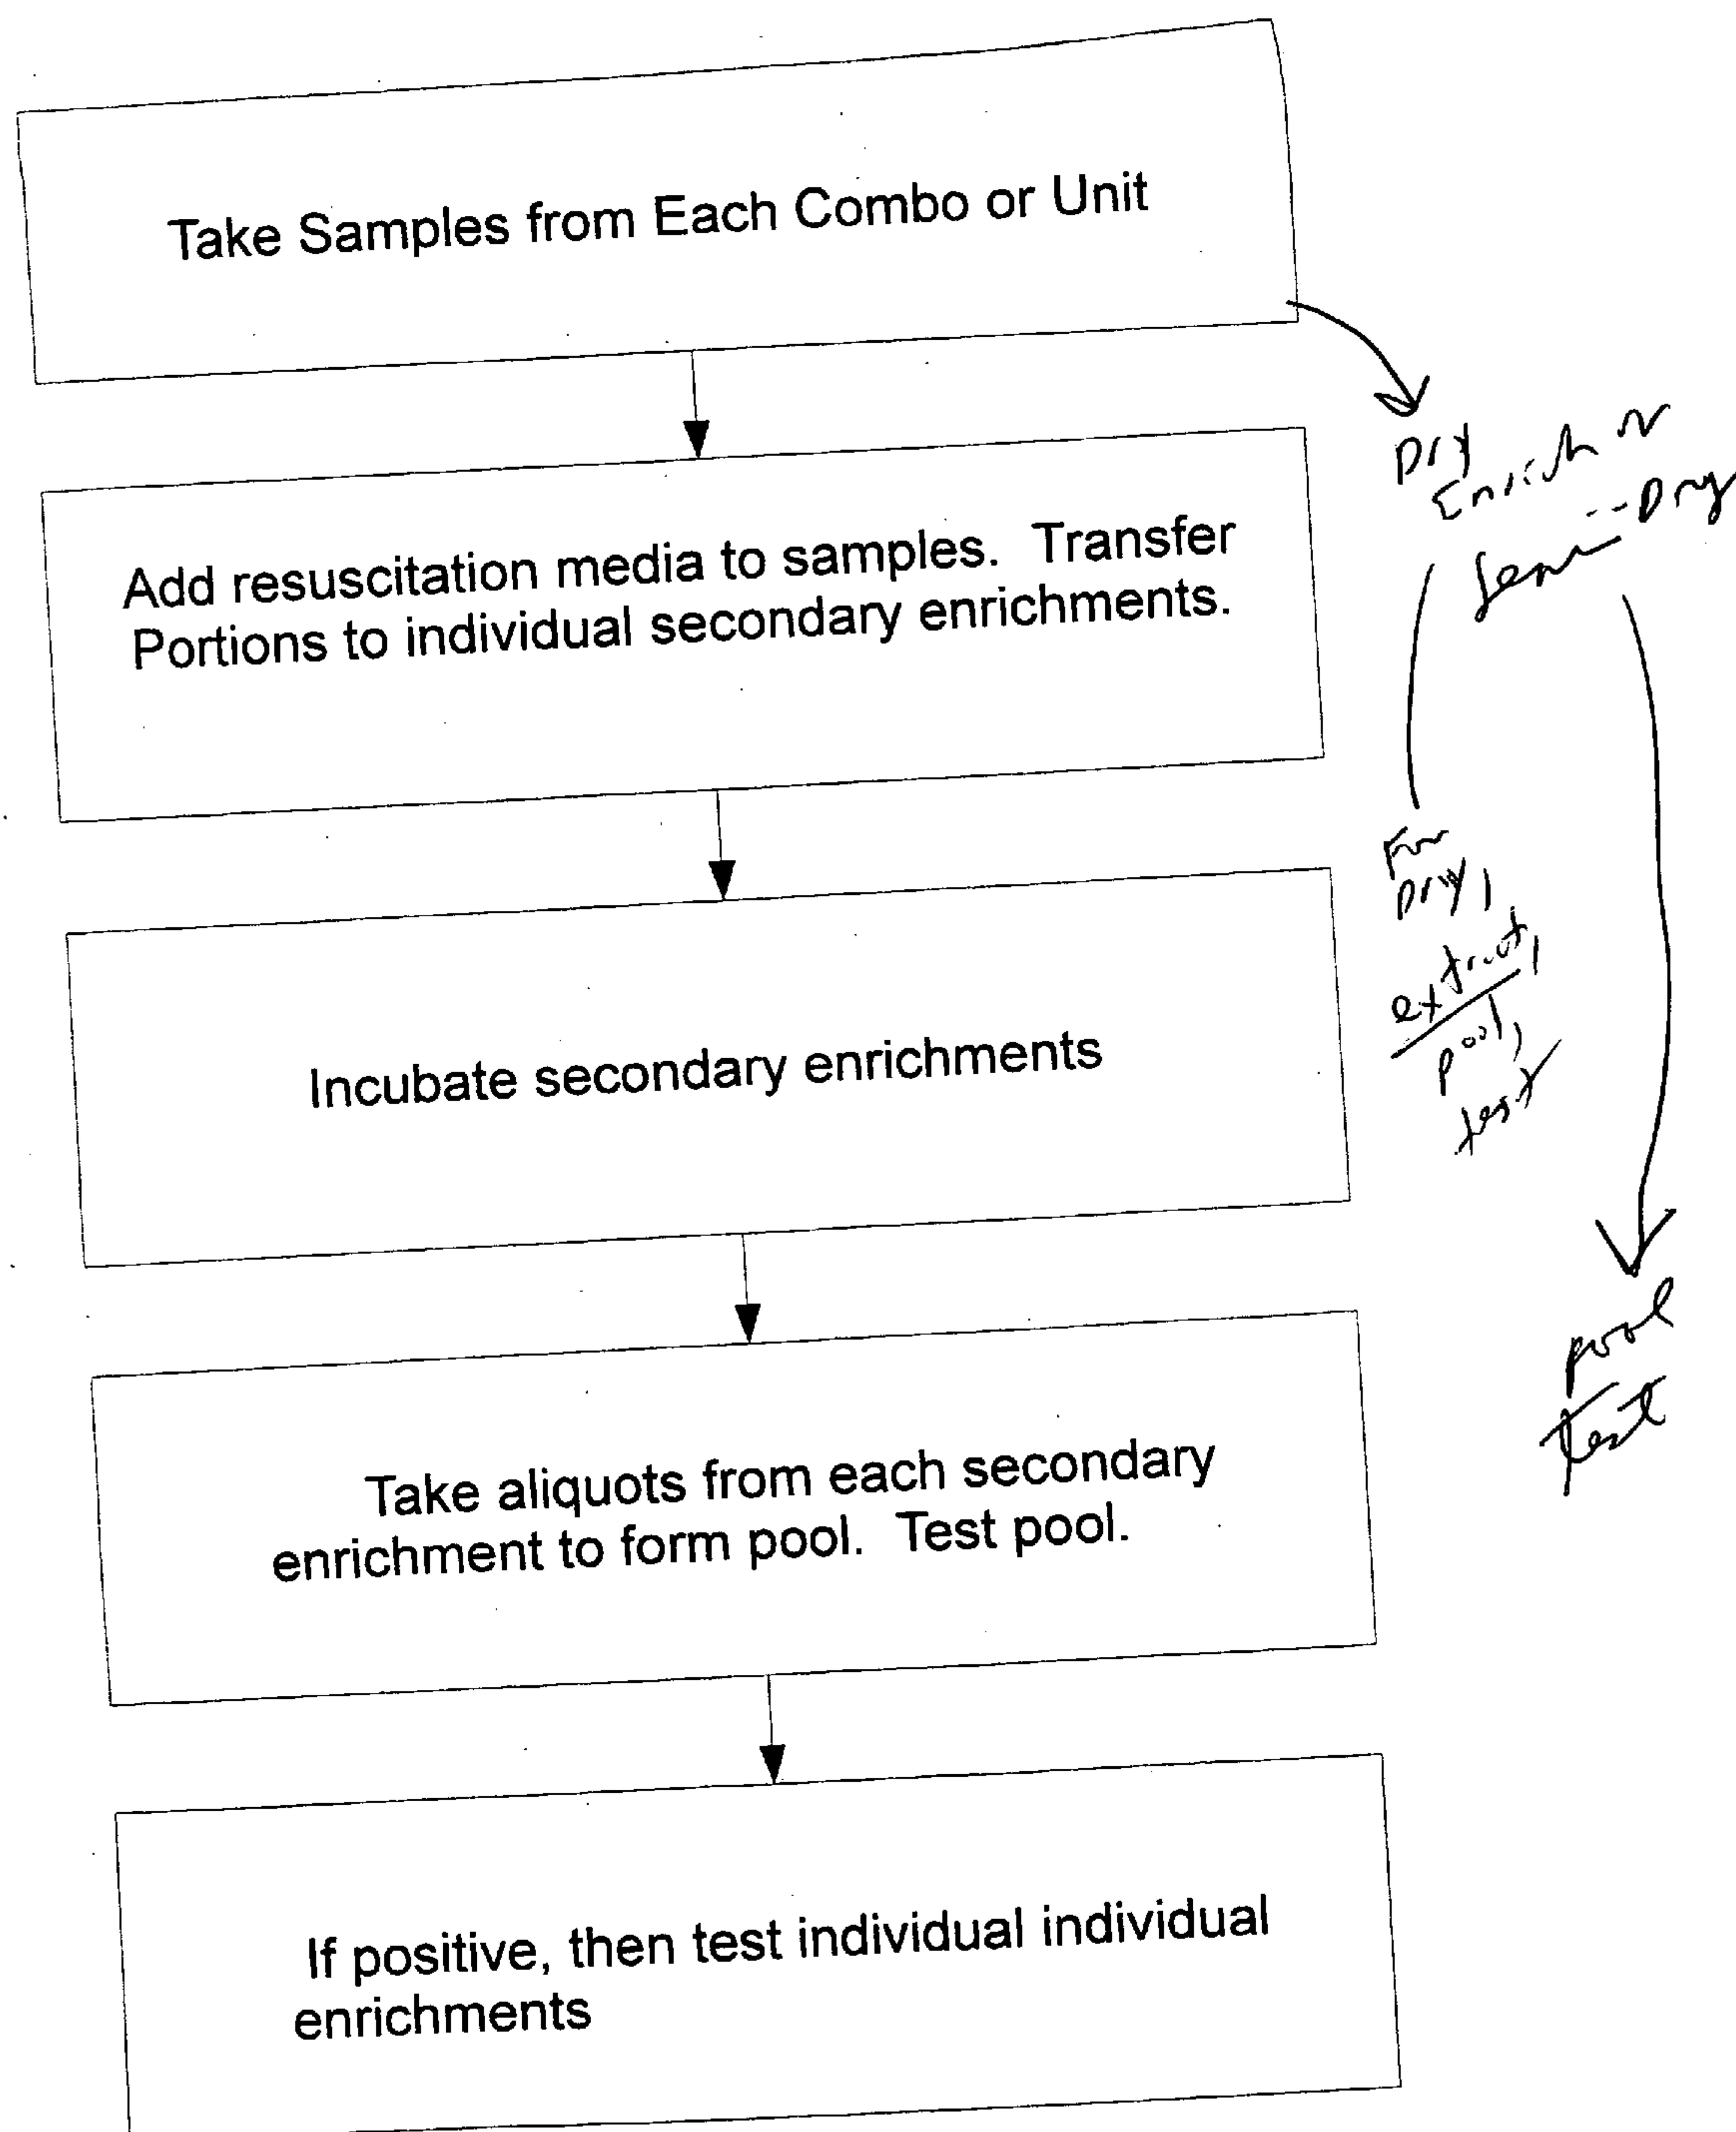 Take Samples from Each Combo or Unit
Add resuscitation media to samples. Transfer
Portions to individual secondary enrichments.
Incubate secondary enrichments
Take aliquots from each secondary
enrichment to form pool. Test pool.
If positive, then test individual individual
enrichments
Dry
Enrich or
Semi-Dry
For
Dry,
extract,
pool,
test
pool
test